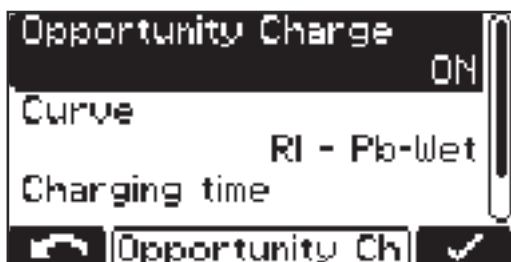 Opportunity Charge
ON
Curve
RI - Pb-Wet
Charging time
Opportunity Ch